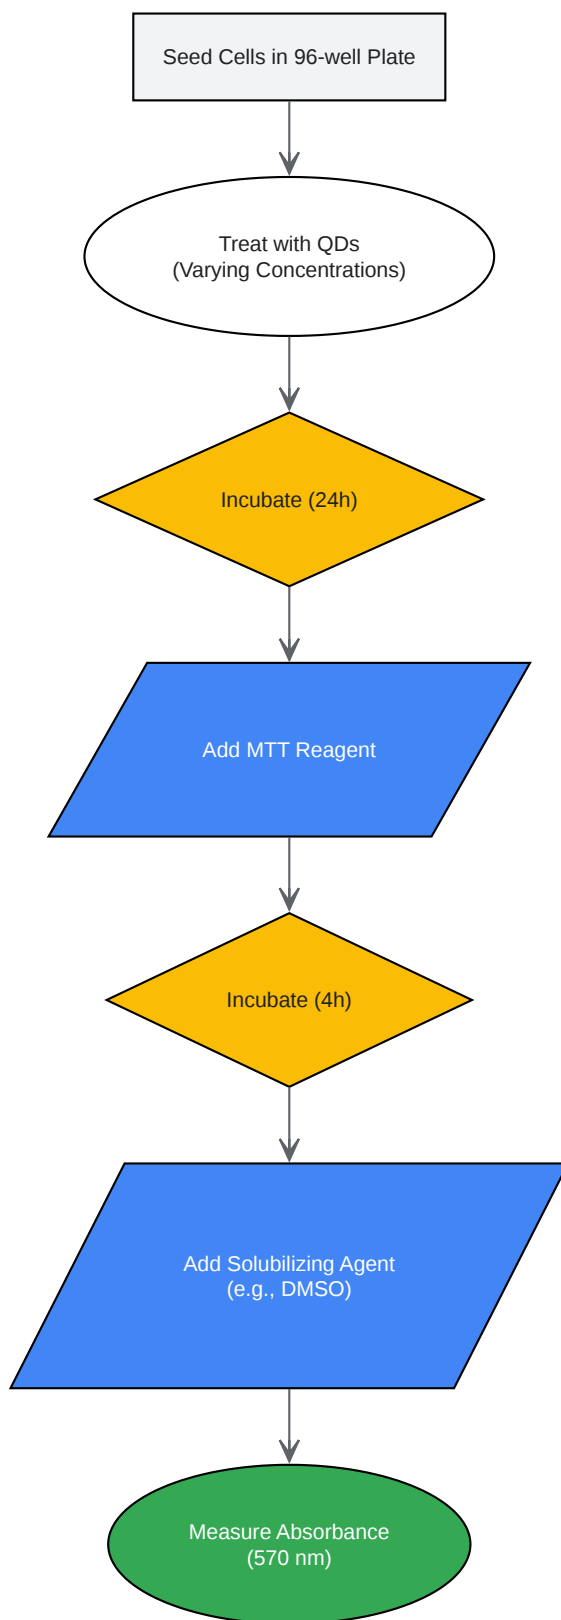 Seed Cells in 96-well Plate
Treat with QDs
(Varying Concentrations)
Incubate (24h)
Add MTT Reagent
Incubate (4h)
Add Solubilizing Agent
(e.g., DMSO)
Measure Absorbance
(570 nm)